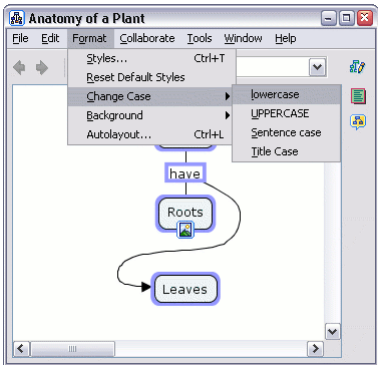 Anatomy of a Plant
File Edit Format Collaborate Tools Window Help
Styles... Ctrl+T
Reset Default Styles
Change Case
Background
Autolayout... Ctrl+L
lowercase
UPPERCASE
Sentence case
Title Case
have
Roots
Leaves